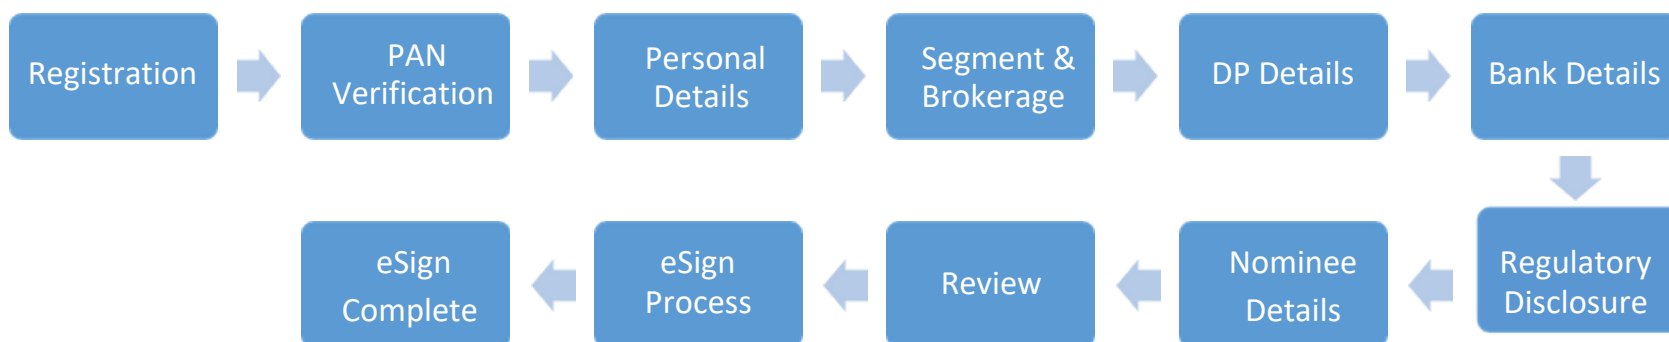 Registration
PAN
Verification
Personal
Details
Segment &
Brokerage
DP Details
Bank Details
Regulatory
Disclosure
Nominee
Details
Review
eSign
Process
eSign
Complete